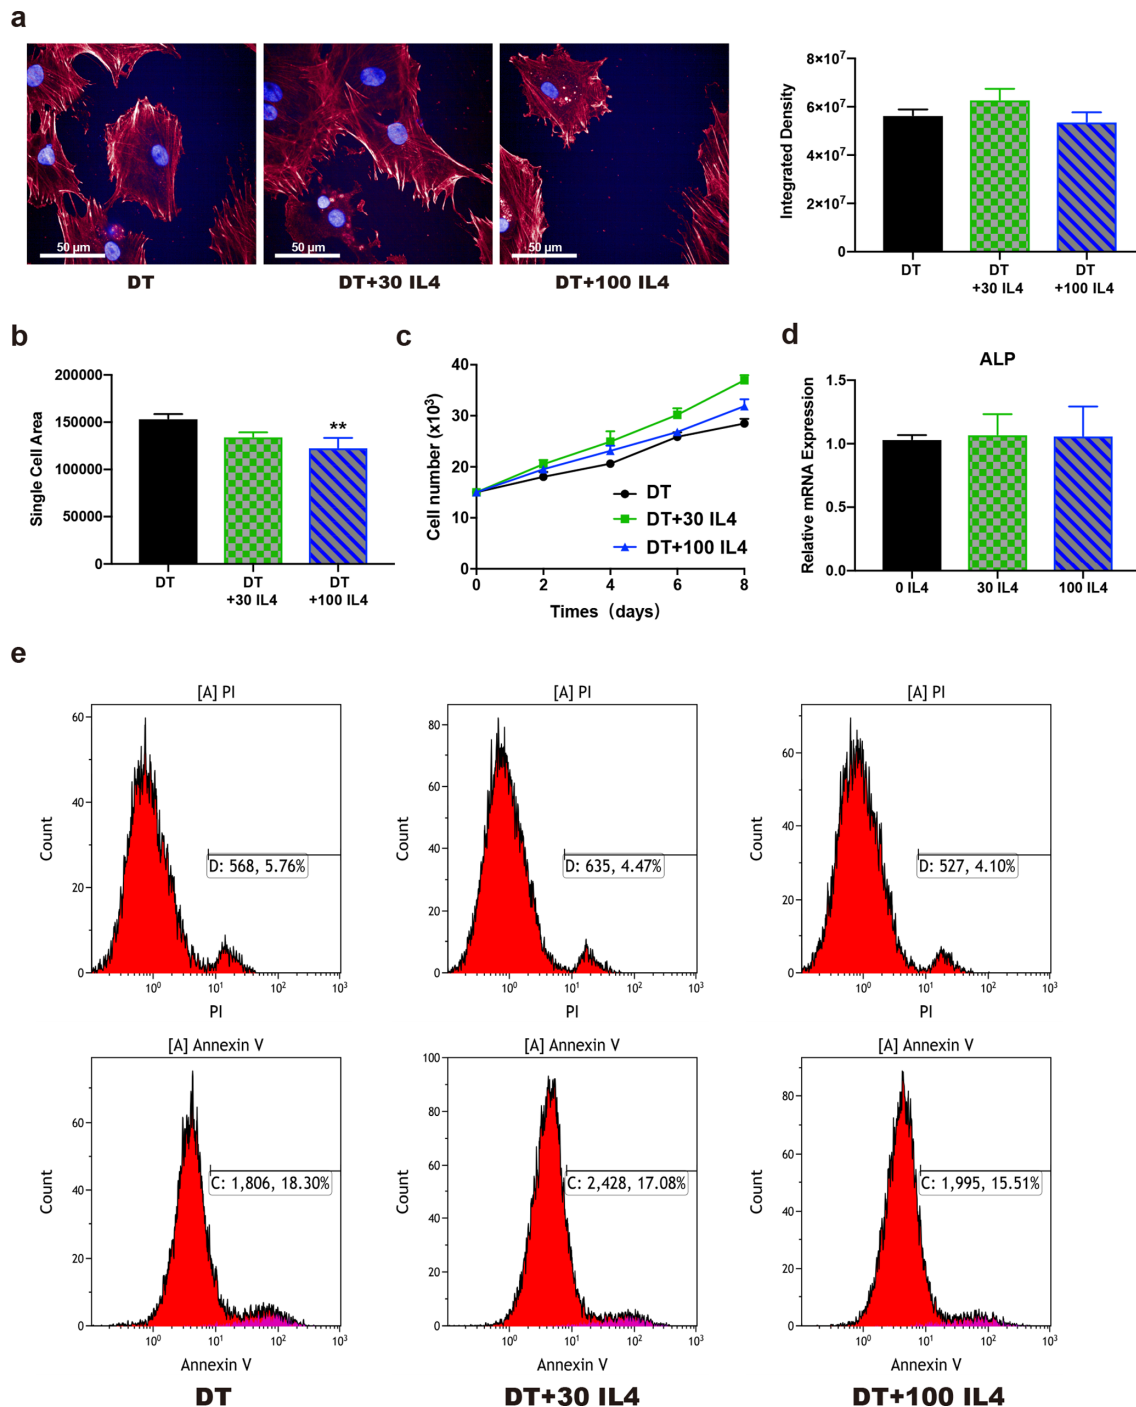 a
50 µm
50 µm
50 µm
DT
DT+30 IL4
DT+100 IL4
Integrated Density
8×10⁷
6×10⁷
4×10⁷
2×10⁷
0
DT
DT
+30 IL4
DT
+100 IL4
b
Single Cell Area
200000
150000
100000
50000
0
**
DT
DT
+30 IL4
DT
+100 IL4
c
Cell number (x10³)
40
30
20
10
0
DT
DT+30 IL4
DT+100 IL4
0
2
4
6
8
Times（days）
d
ALP
Relative mRNA Expression
1.5
1.0
0.5
0.0
0 IL4
30 IL4
100 IL4
e
[A] PI
Count
60
40
20
0
D: 568, 5.76%
10⁰
10¹
10²
10³
PI
[A] PI
Count
80
60
40
20
0
D: 635, 4.47%
10⁰
10¹
10²
10³
PI
[A] PI
Count
60
40
20
0
D: 527, 4.10%
10⁰
10¹
10²
10³
PI
[A] Annexin V
Count
60
40
20
0
C: 1,806, 18.30%
10⁰
10¹
10²
10³
Annexin V
DT
[A] Annexin V
Count
100
80
60
40
20
0
C: 2,428, 17.08%
10⁰
10¹
10²
10³
Annexin V
DT+30 IL4
[A] Annexin V
Count
80
60
40
20
0
C: 1,995, 15.51%
10⁰
10¹
10²
10³
Annexin V
DT+100 IL4